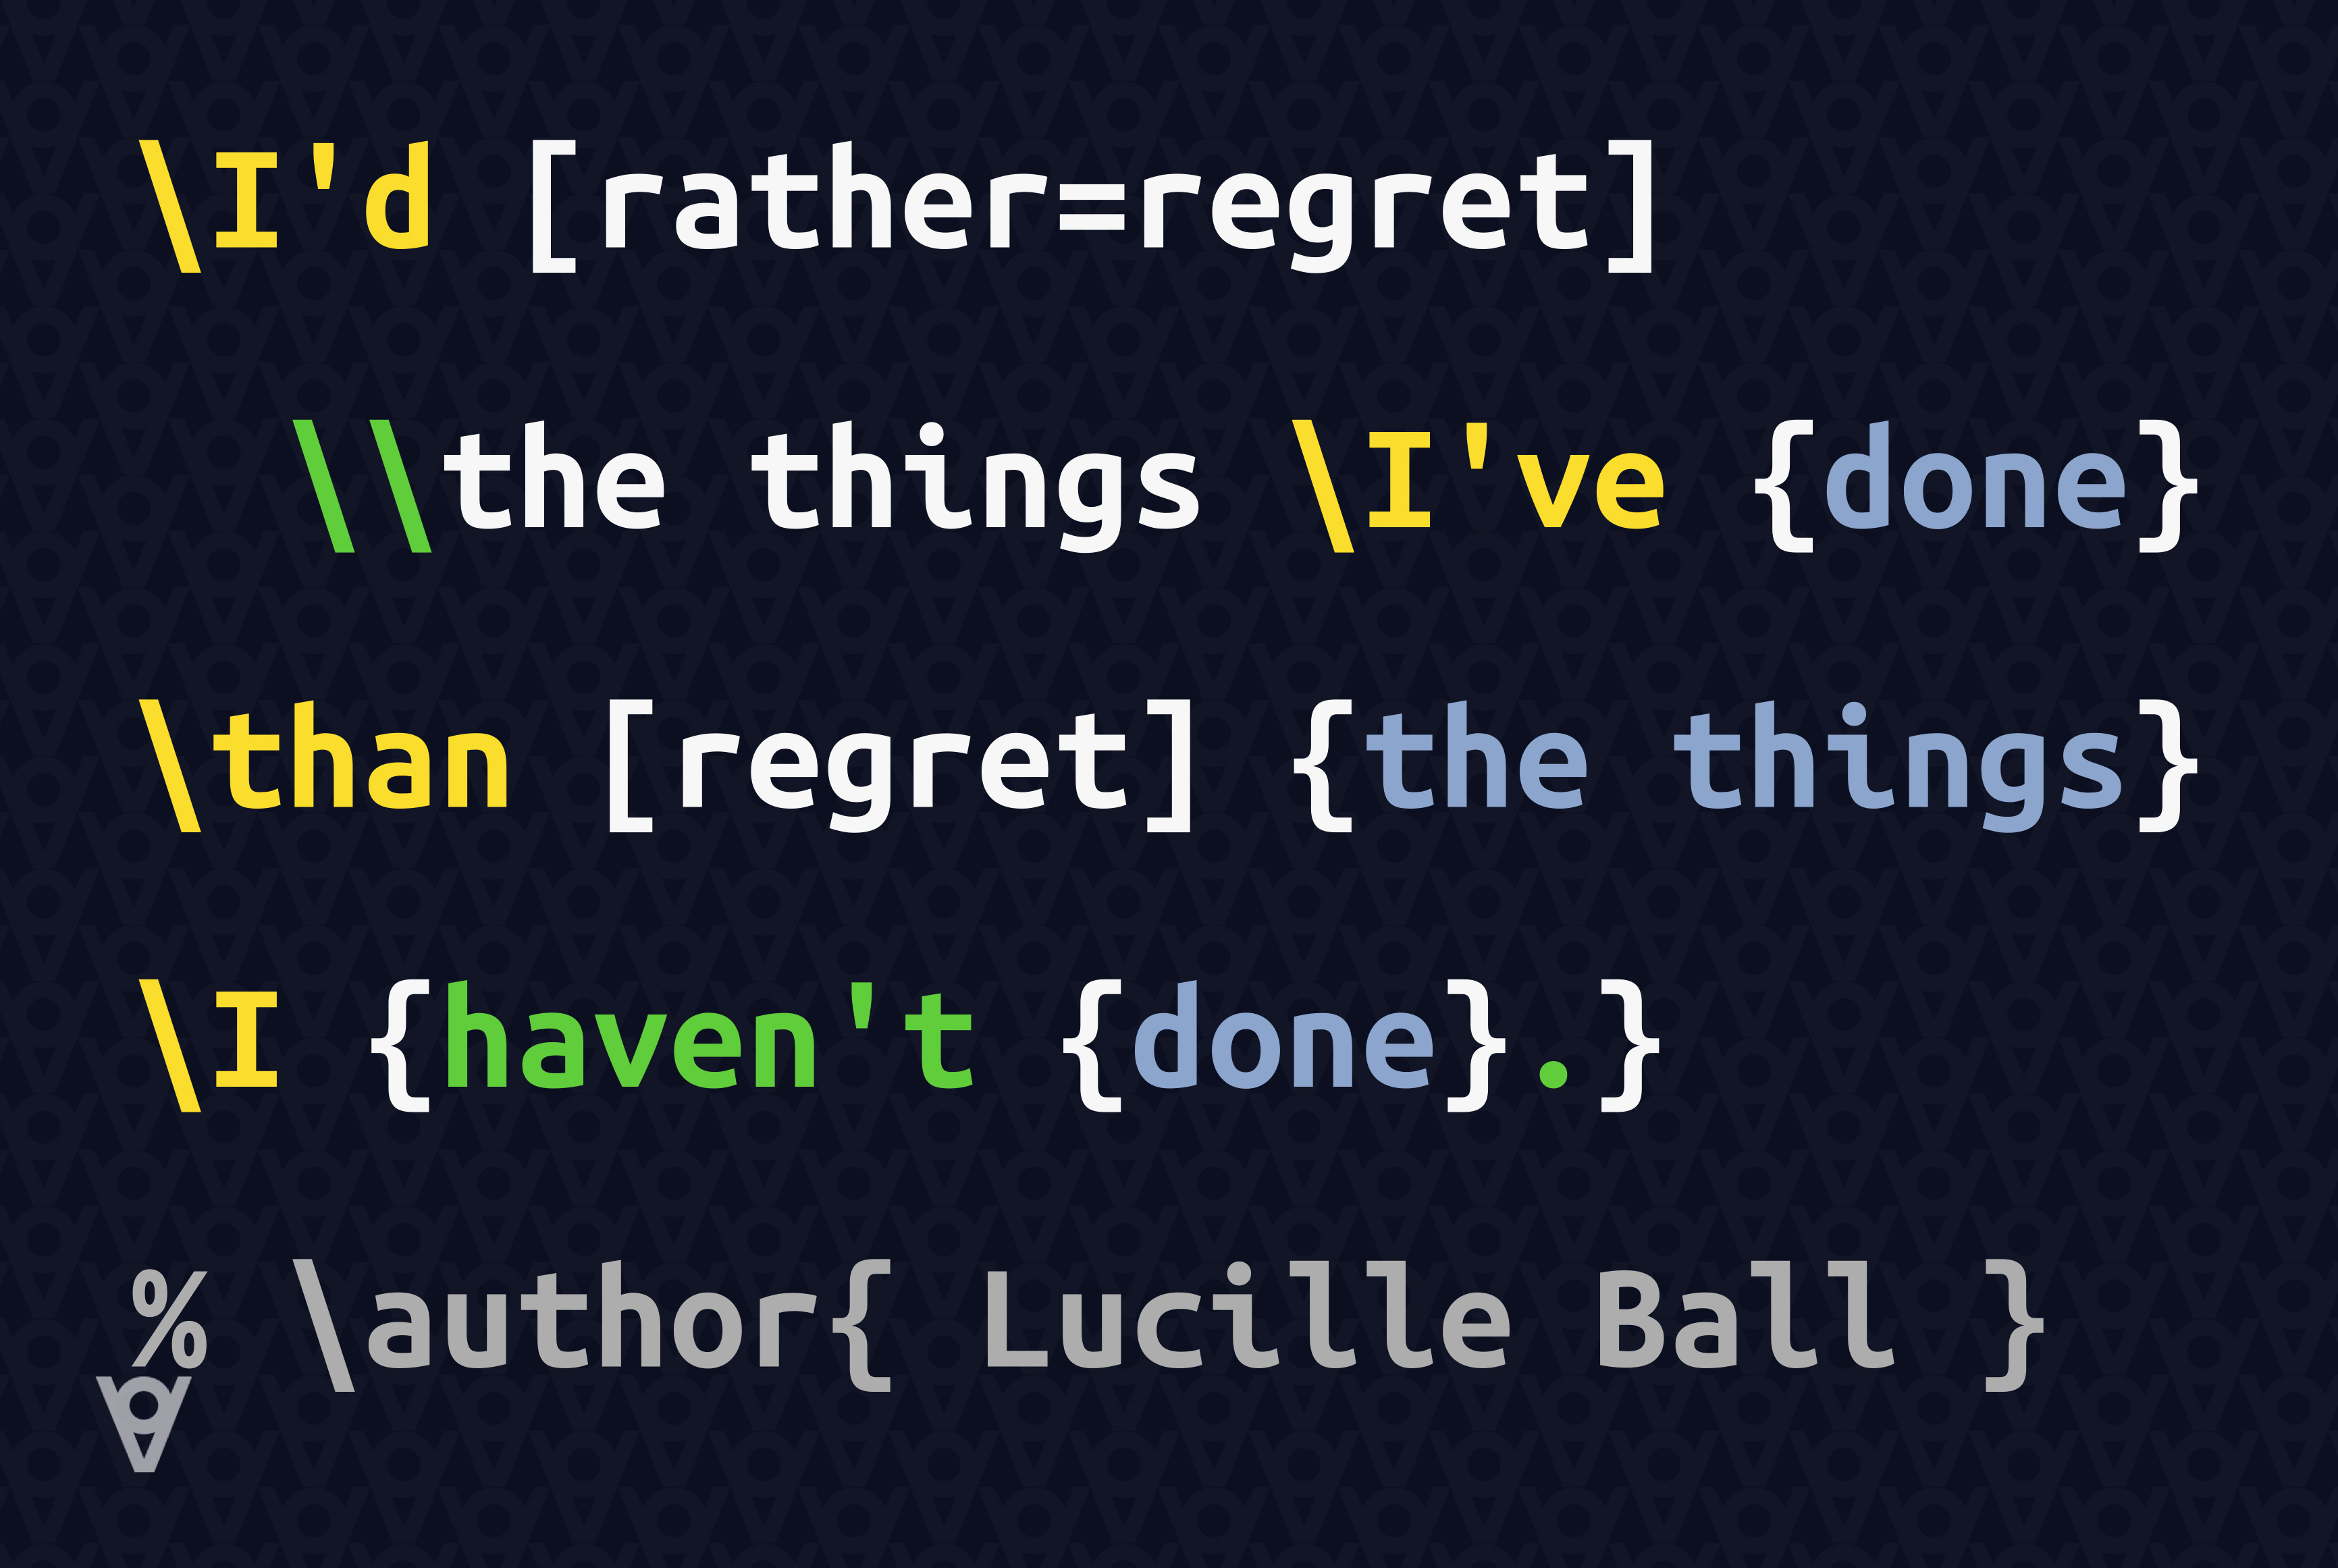 \I'd [rather=regret]
\\the things \I've {done}
\than [regret] {the things}
\I {haven't {done}.}
% \author{ Lucille Ball }